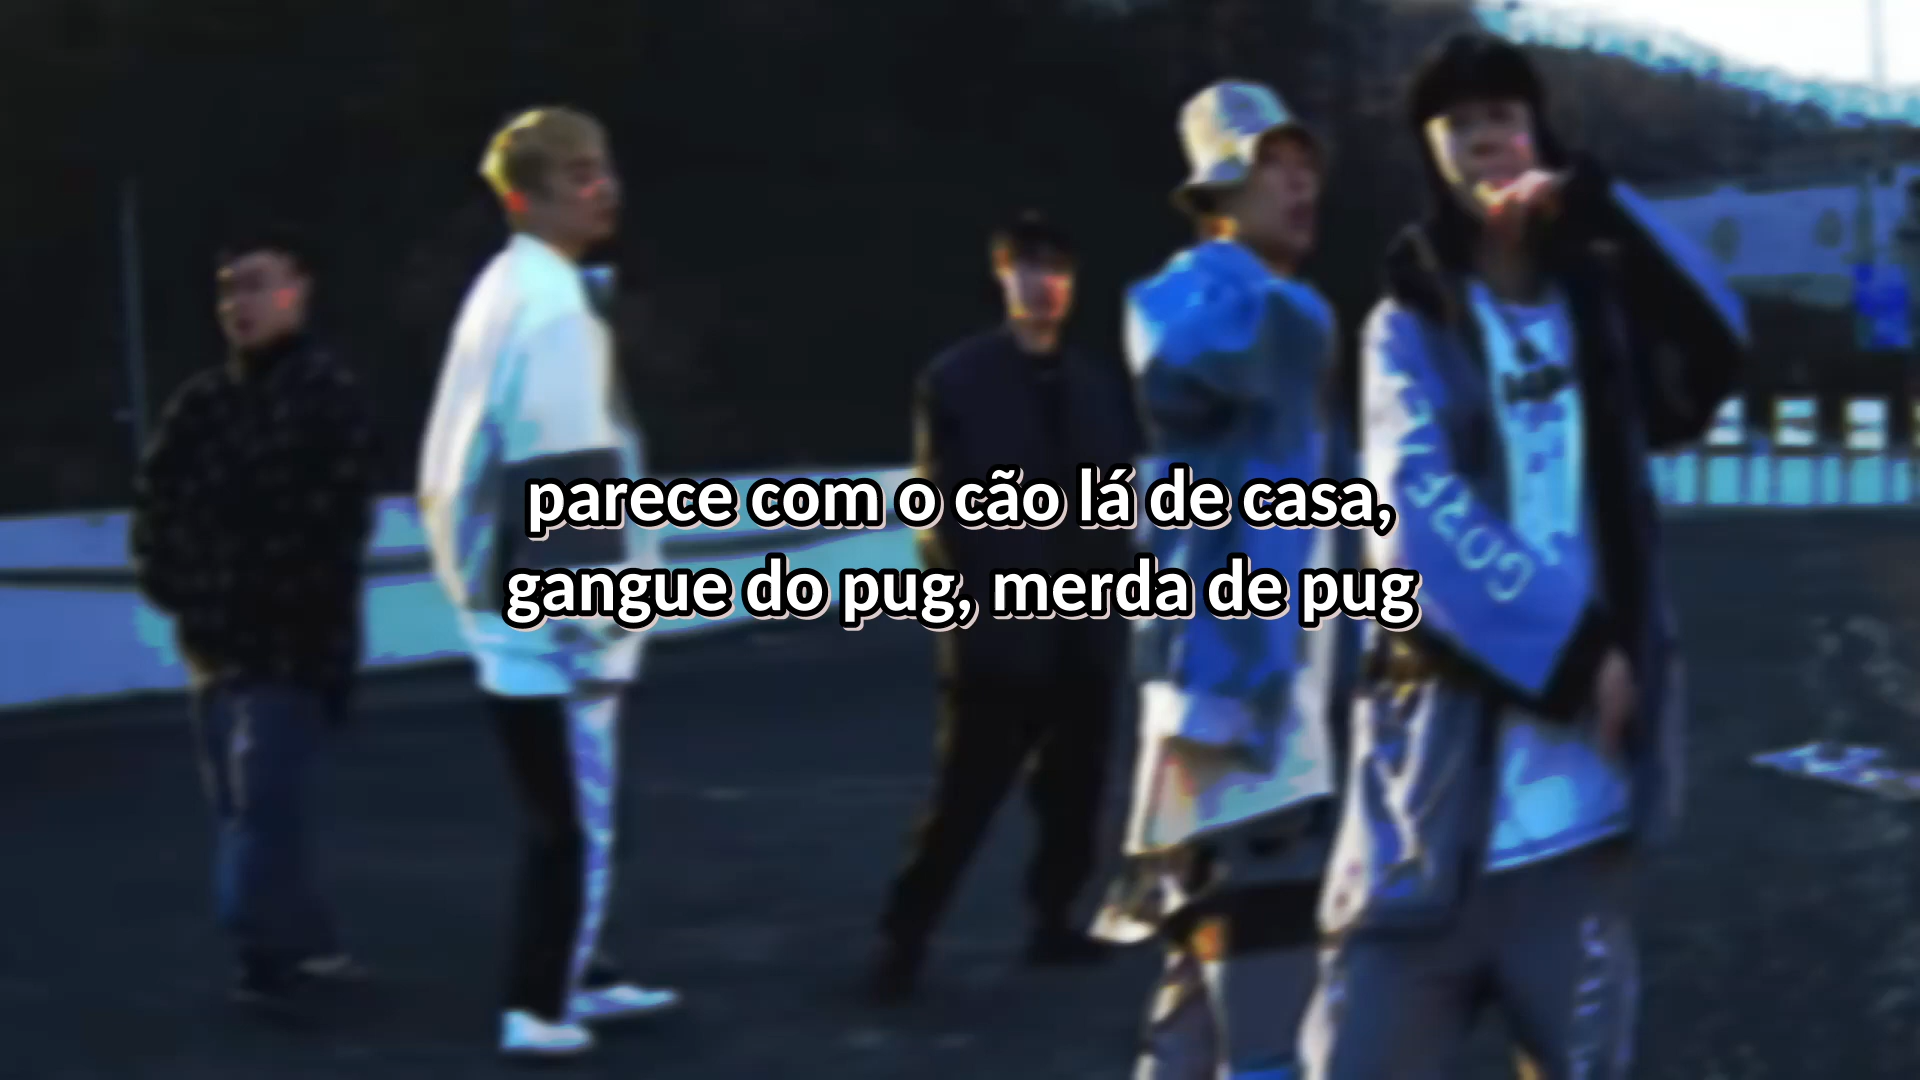 parece com o cão lá de casa,
gangue do pug, merda de pug